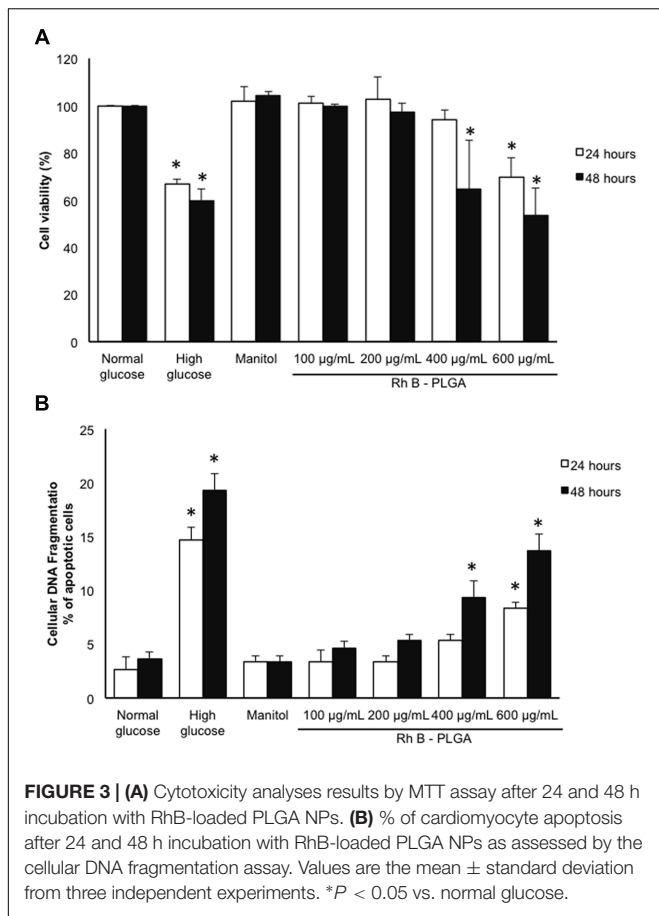 A
120
100
80
60
40
20
0
Cell viability (%)
* * * * *
24 hours
48 hours
Normal glucose
High glucose
Manitol
100 µg/mL 200 µg/mL 400 µg/mL 600 µg/mL
Rh B - PLGA
B
25
20
15
10
5
0
Cellular DNA Fragmentatio
% of apoptotic cells
* * * * *
24 hours
48 hours
Normal glucose
High glucose
Manitol
100 µg/mL 200 µg/mL 400 µg/mL 600 µg/mL
Rh B - PLGA
FIGURE 3 | (A) Cytotoxicity analyses results by MTT assay after 24 and 48 h
incubation with RhB-loaded PLGA NPs. (B) % of cardiomyocyte apoptosis
after 24 and 48 h incubation with RhB-loaded PLGA NPs as assessed by the
cellular DNA fragmentation assay. Values are the mean ± standard deviation
from three independent experiments. *P < 0.05 vs. normal glucose.